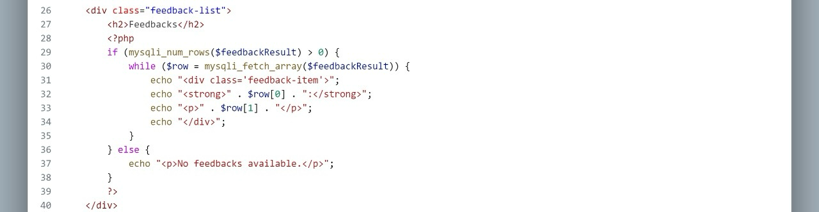 26 <div class="feedback-list">
27 <h2>Feedbacks</h2>
28 <?php
29 if (mysqli_num_rows($feedbackResult) > 0) {
30 while ($row = mysqli_fetch_array($feedbackResult)) {
31 echo "<div class='feedback-item'>";
32 echo "<strong>" . $row[0] . ":</strong>";
33 echo "<p>" . $row[1] . "</p>";
34 echo "</div>";
35 }
36 } else {
37 echo "<p>No feedbacks available.</p>";
38 }
39 ?>
40 </div>